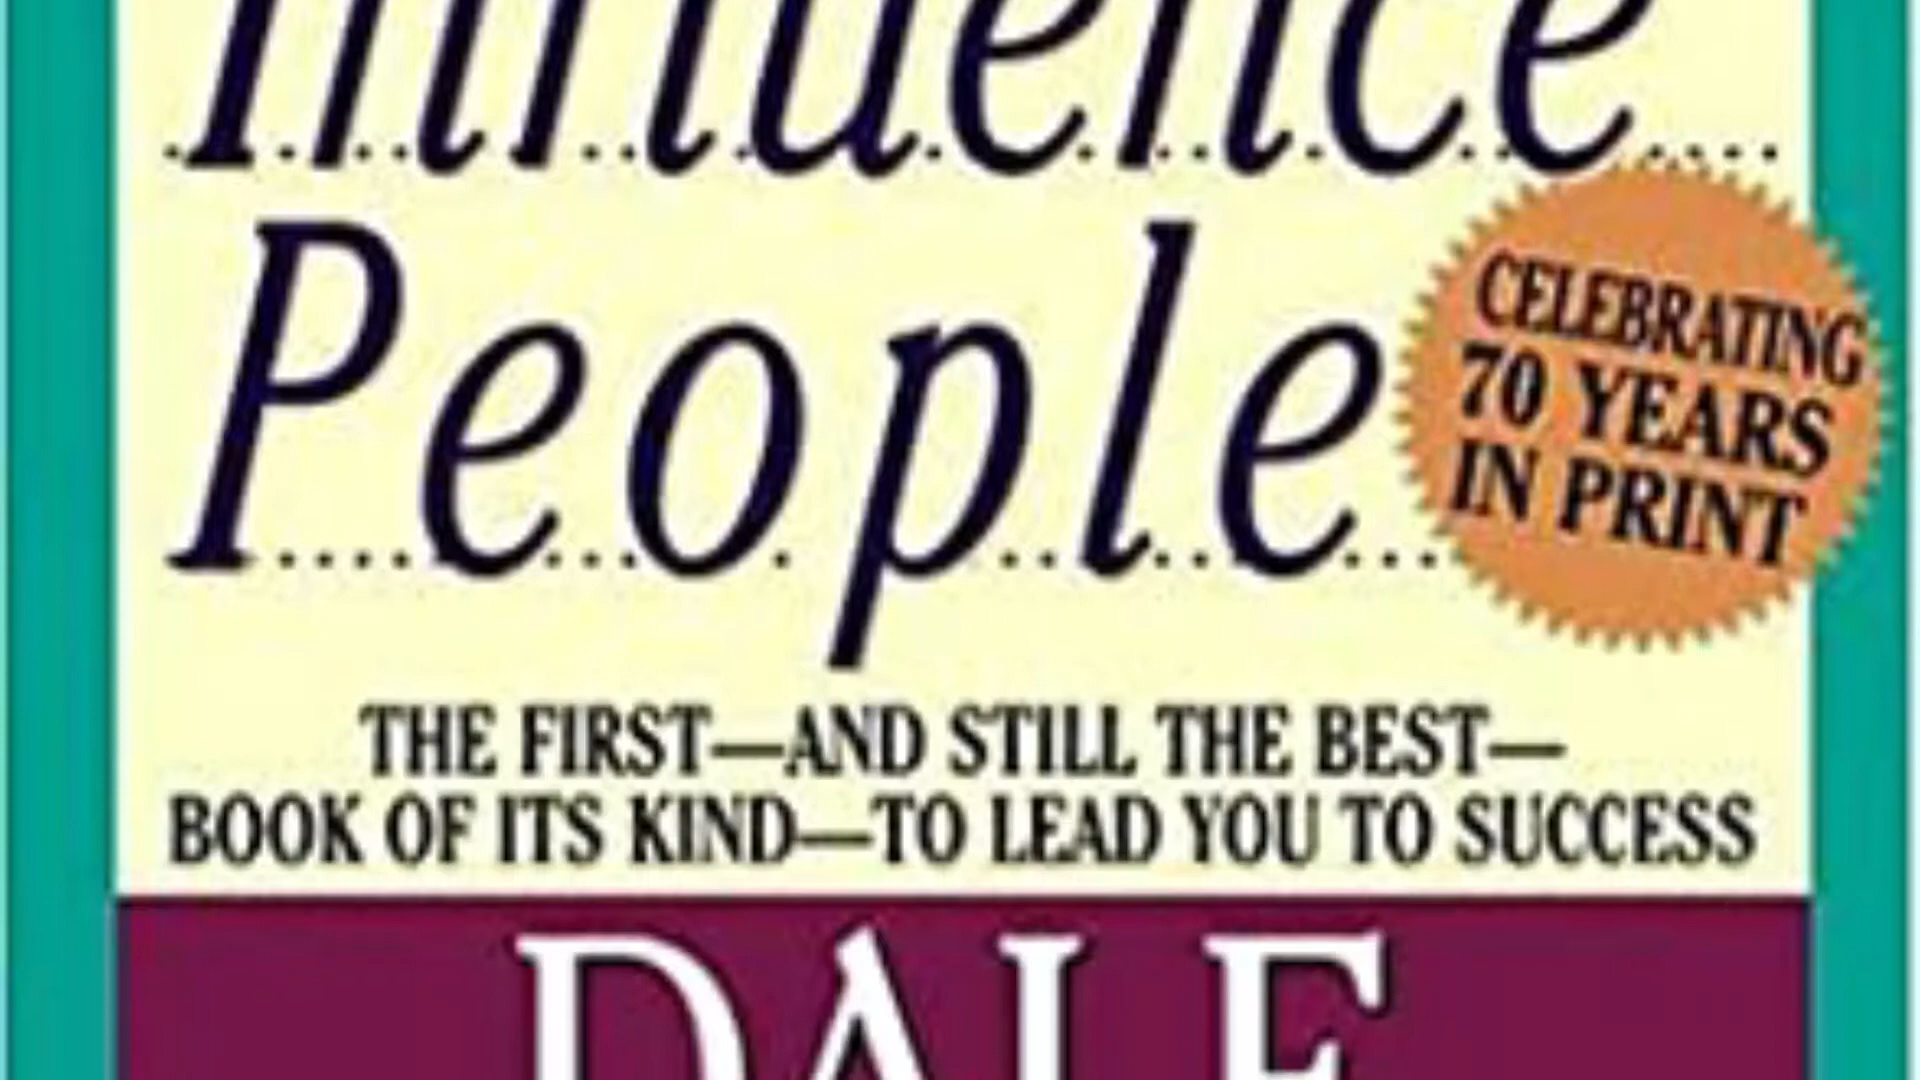 Influence
People
CELEBRATING
70 YEARS
IN PRINT
THE FIRST—AND STILL THE BEST—
BOOK OF ITS KIND—TO LEAD YOU TO SUCCESS
DALE